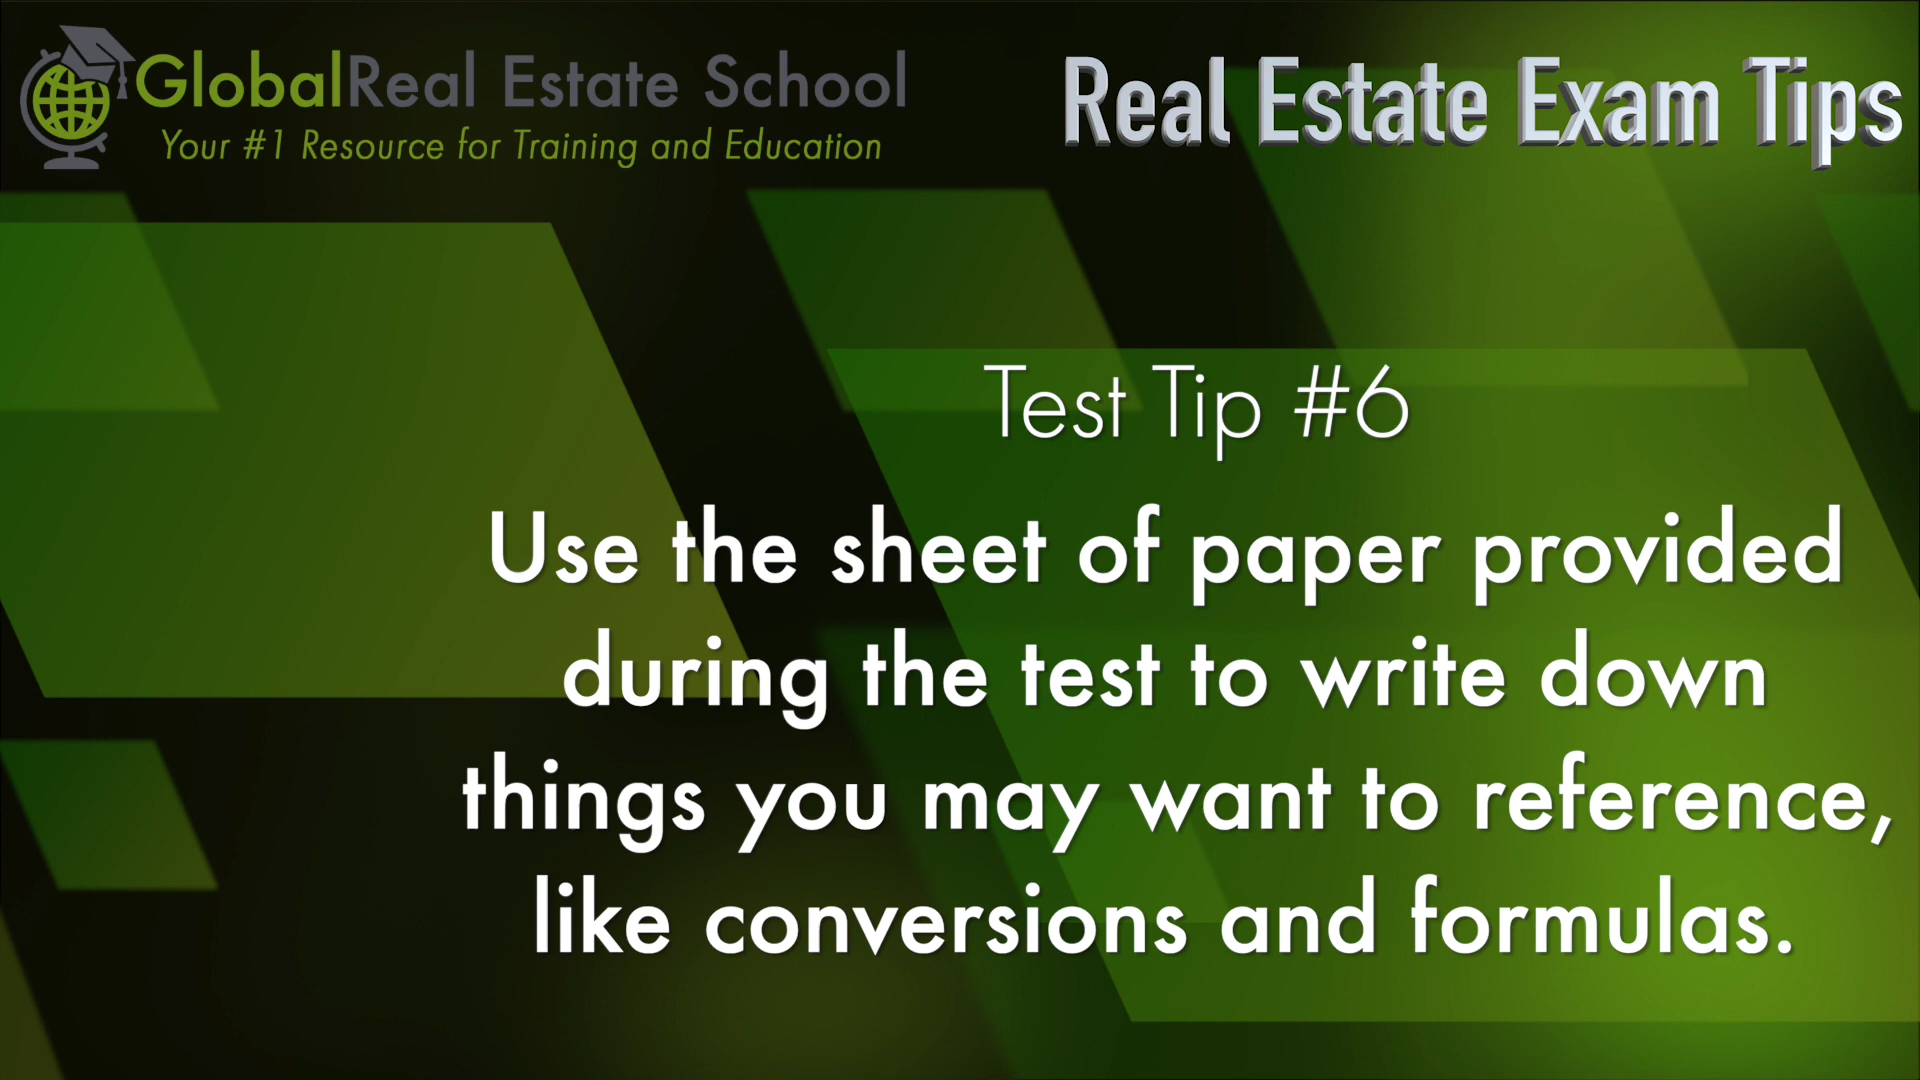 GlobalReal Estate School
Your #1 Resource for Training and Education
Real Estate Exam Tips
Test Tip #6
Use the sheet of paper provided
during the test to write down
things you may want to reference,
like conversions and formulas.